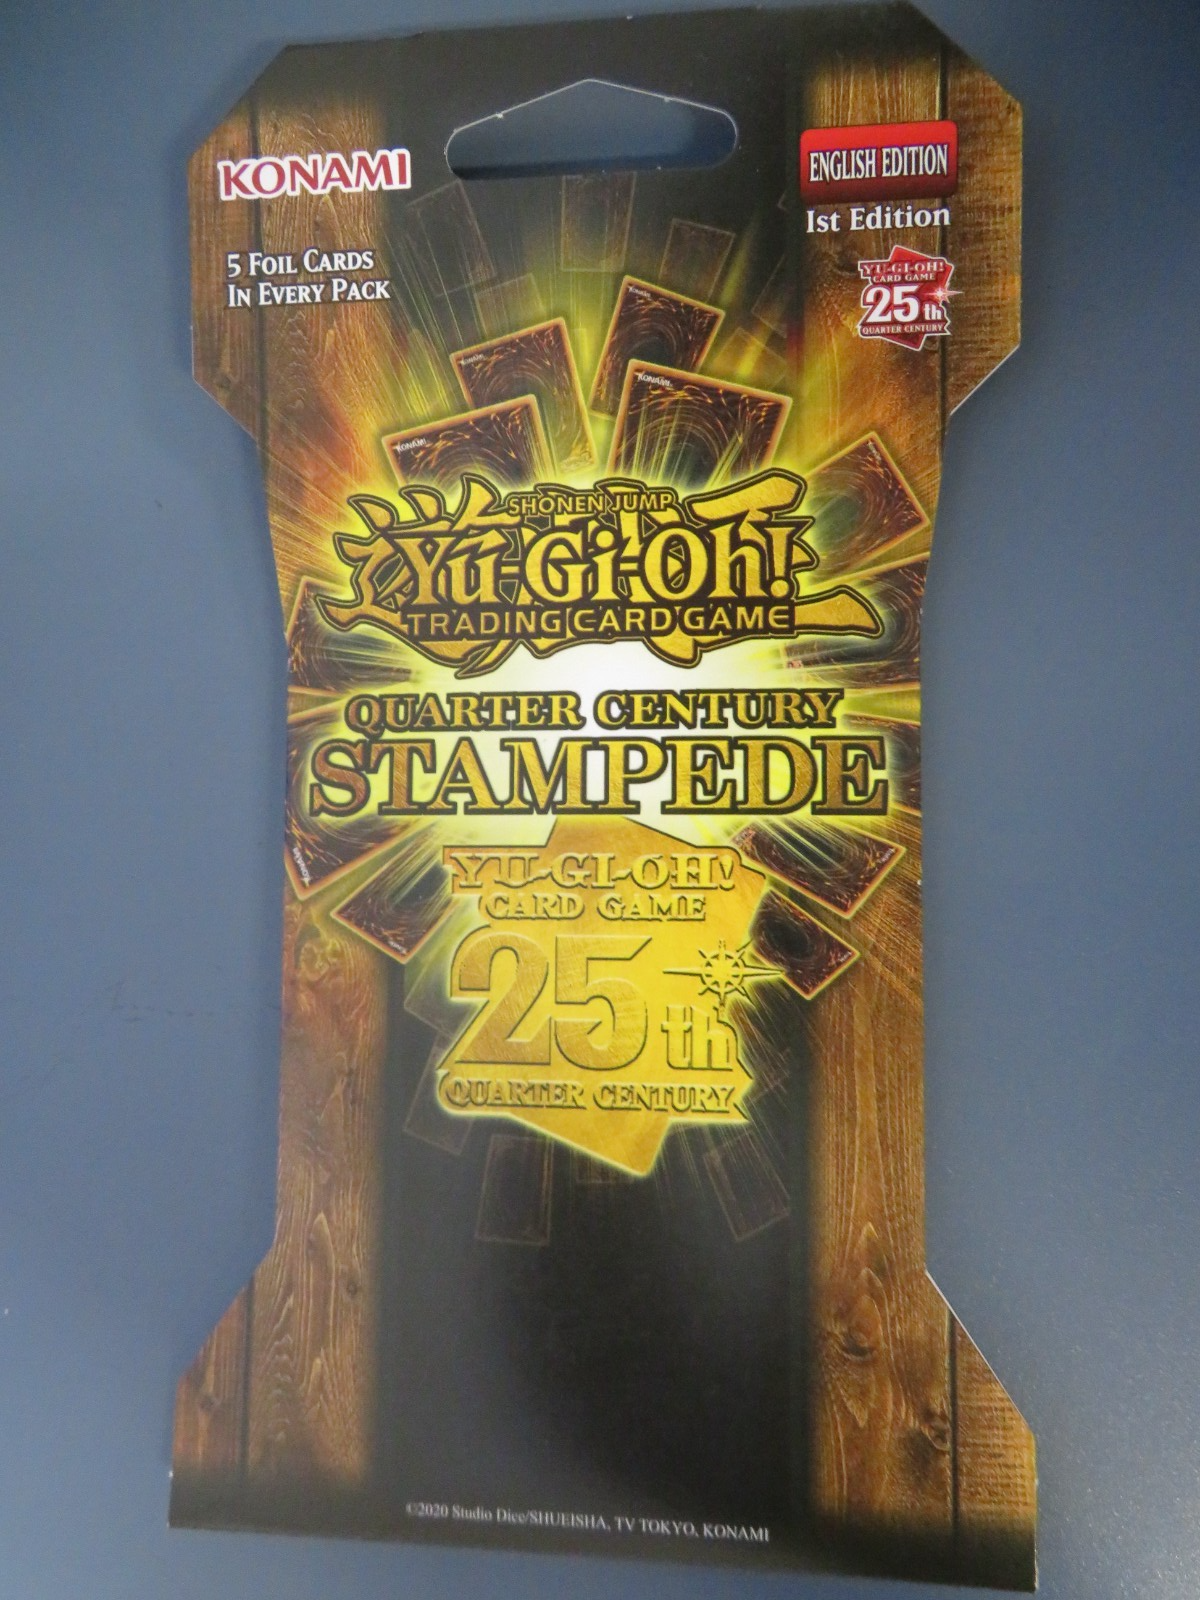 KONAMI
ENGLISH EDITION
1st Edition
5 FOIL CARDS
IN EVERY PACK
YU-GI-OH!
CARD GAME
25th
QUARTER CENTURY
KONAMI
KONAMI
SHONEN JUMP
Yu-Gi-Oh!
TRADING CARD GAME
QUARTER CENTURY
STAMPEDE
YU-GI-OH!
CARD GAME
25th
QUARTER CENTURY
©2020 Studio Dice/SHUEISHA, TV TOKYO, KONAMI